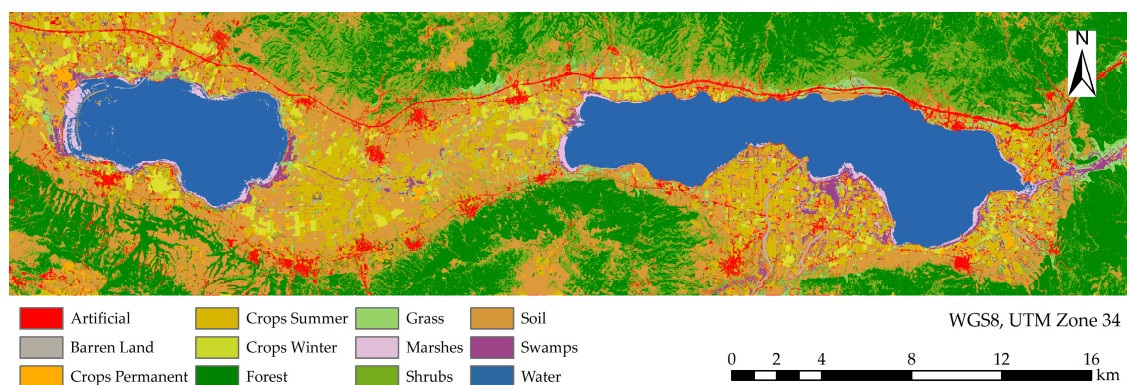 N
Artificial
Crops Summer
Grass
Soil
WGS8, UTM Zone 34
Barren Land
Crops Winter
Marshes
Swamps
Crops Permanent
Forest
Shrubs
Water
0 2 4 8 12 16
km